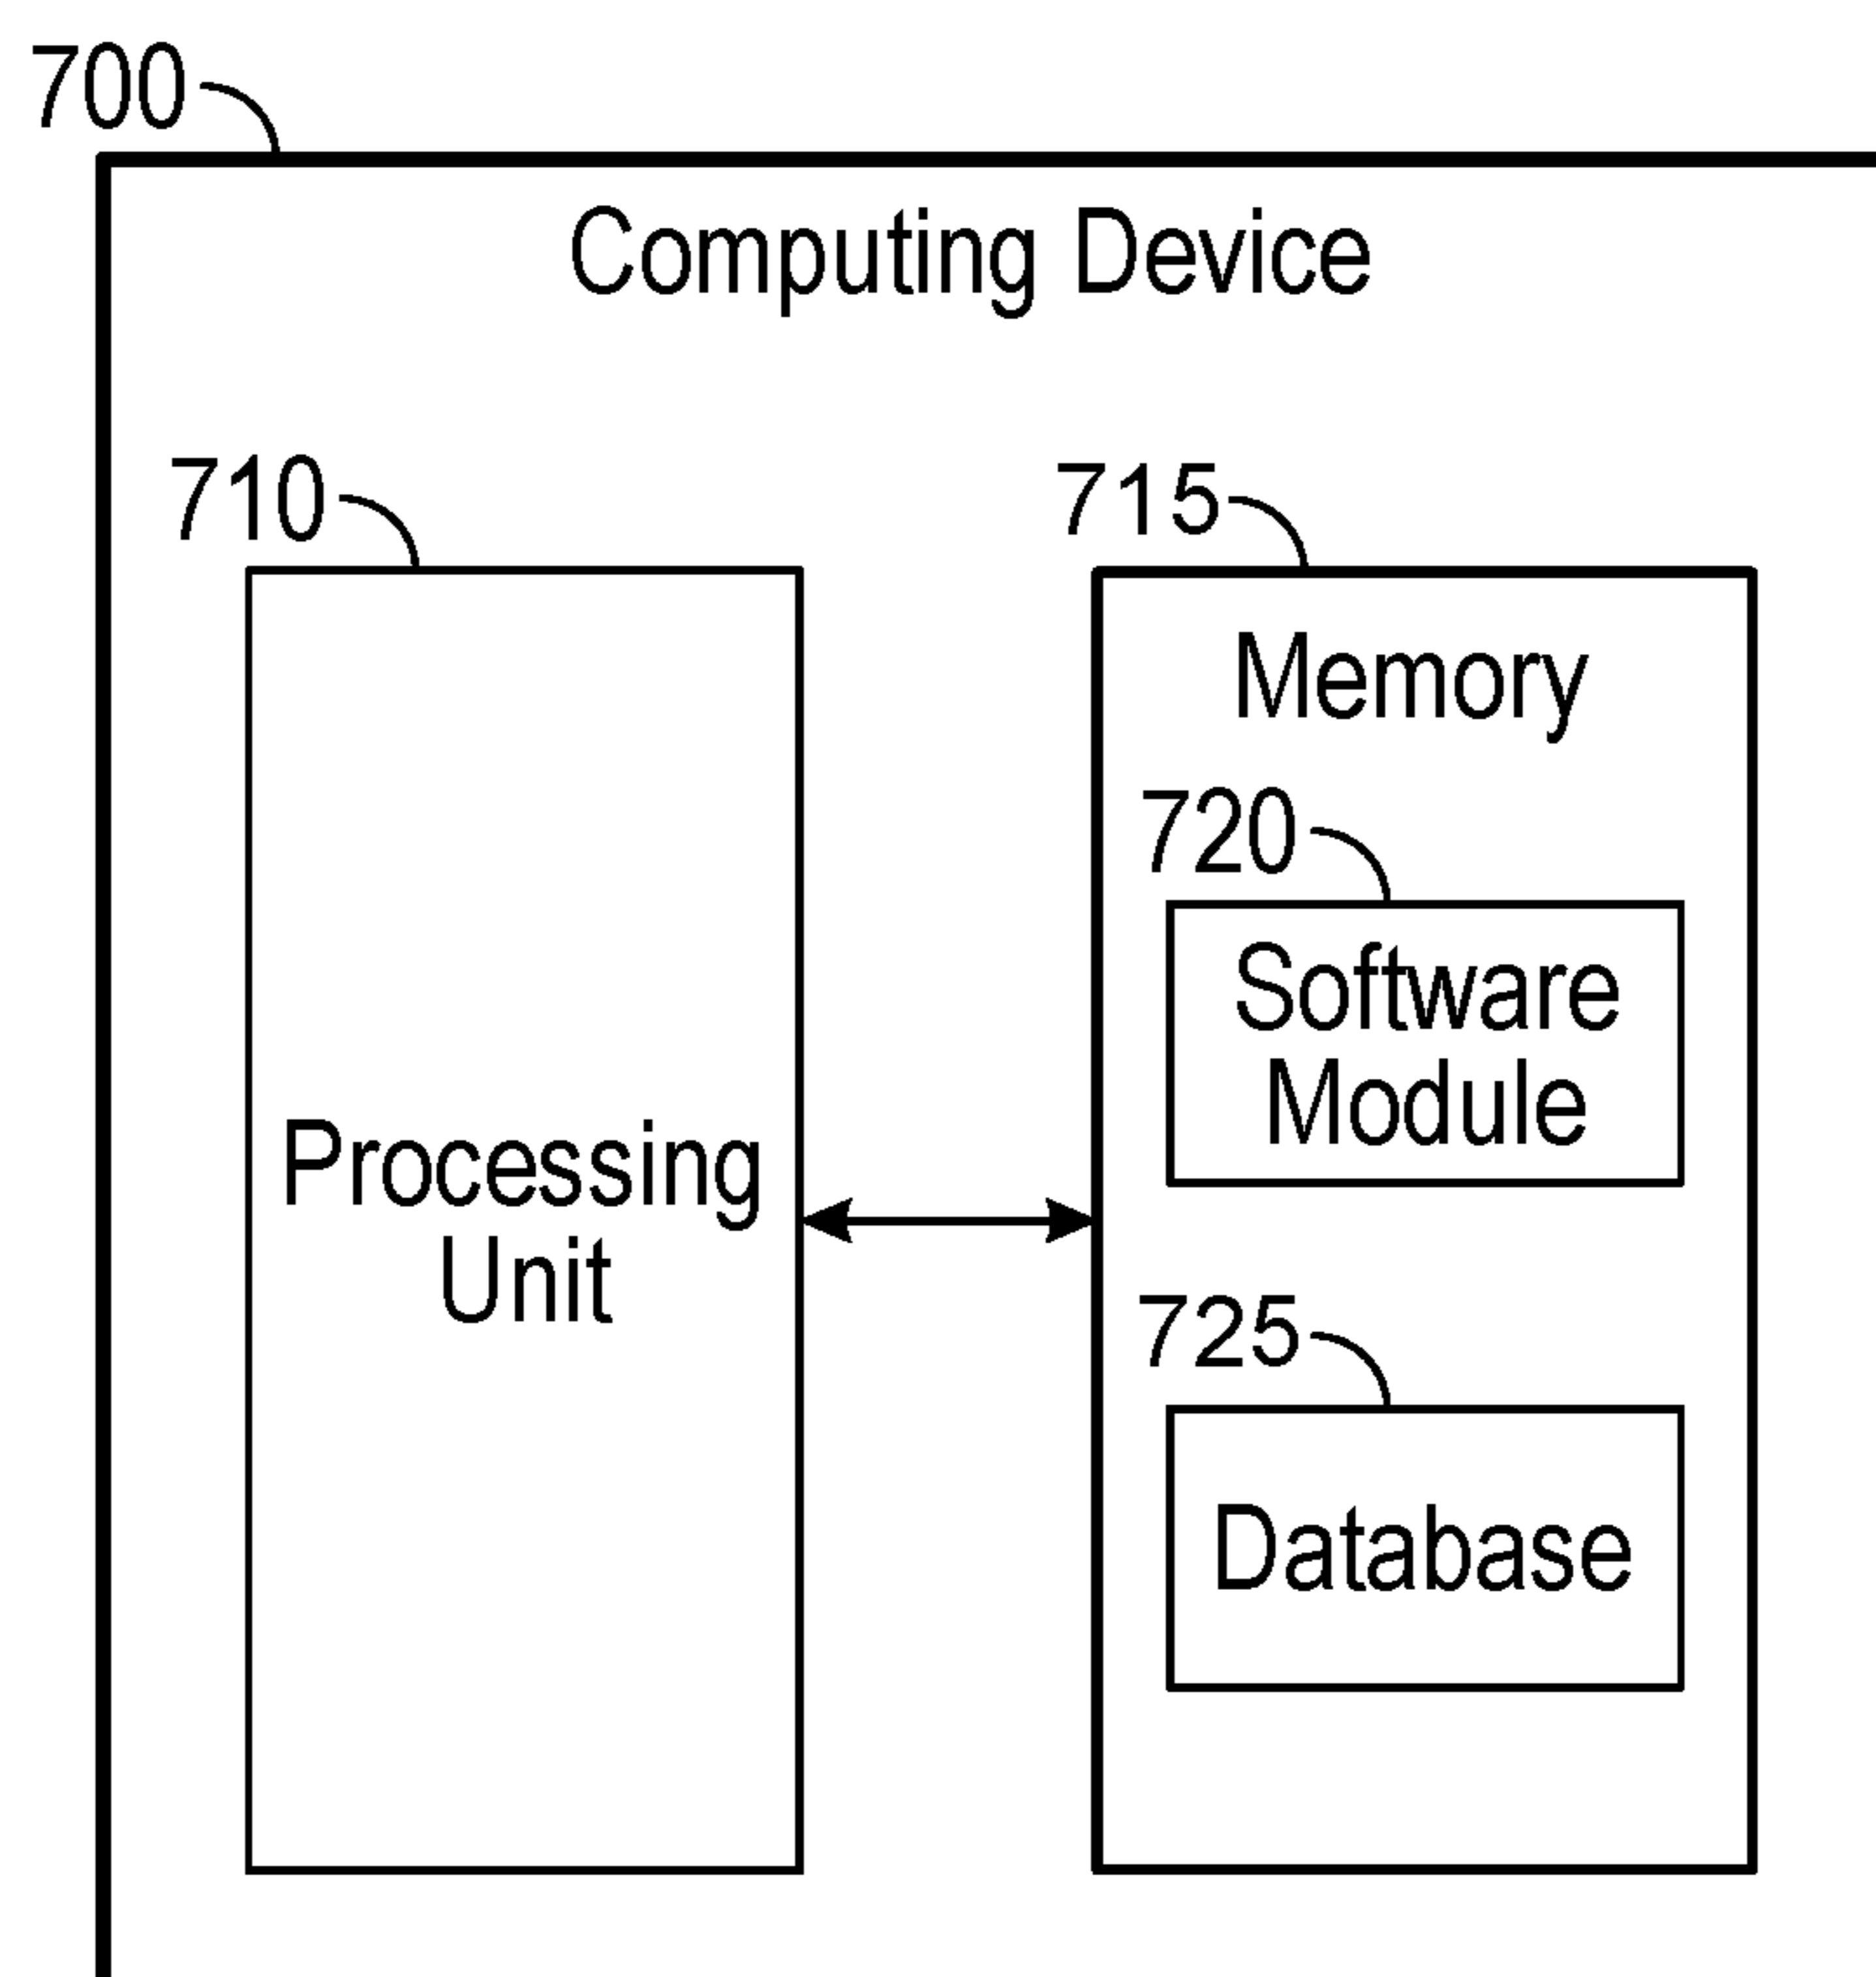 700
Computing Device
710
715
Memory
720
Software
Module
Processing
Unit
725
Database